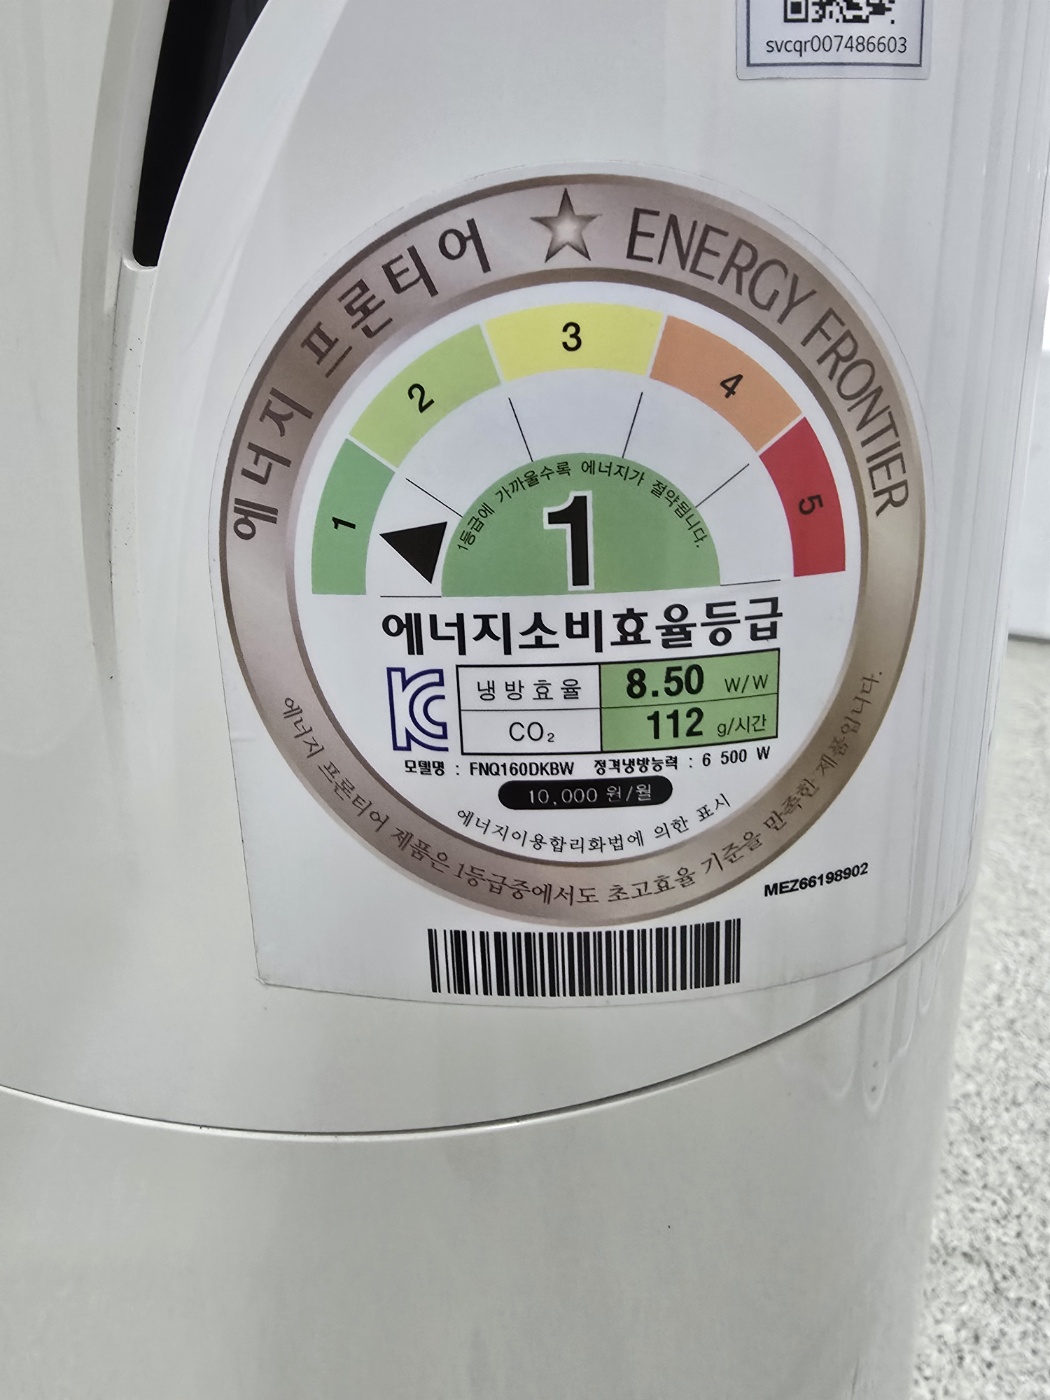 svcqr007486603
에너지 프론티어 ★ ENERGY FRONTIER
1 2 3 4 5
1등급에 가까울수록 에너지가 절약됩니다.
1
에너지소비효율등급
냉방효율 8.50 W/W
CO₂ 112 g/시간
모델명 : FNQ160DKBW 정격냉방능력 : 6 500 W
10,000 원/월
에너지이용합리화법에 의한 표시
에너지 프론티어 제품은 1등급중에서도 초고효율 기준을 만족한 제품입니다.
MEZ66198902